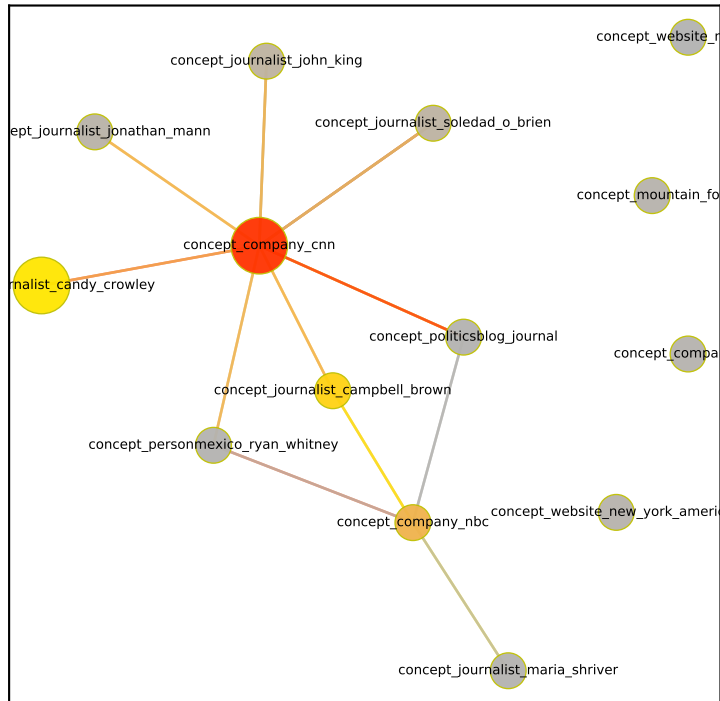 concept_website_n
concept_journalist_john_king
concept_journalist_soledad_o_brien
ept_journalist_jonathan_mann
concept_mountain_fo
concept_company_cnn
rnalist_candy_crowley
concept_politicsblog_journal
concept_compa
concept_journalist_campbell_brown
concept_personmexico_ryan_whitney
concept_website_new_york_americ
concept_company_nbc
concept_journalist_maria_shriver